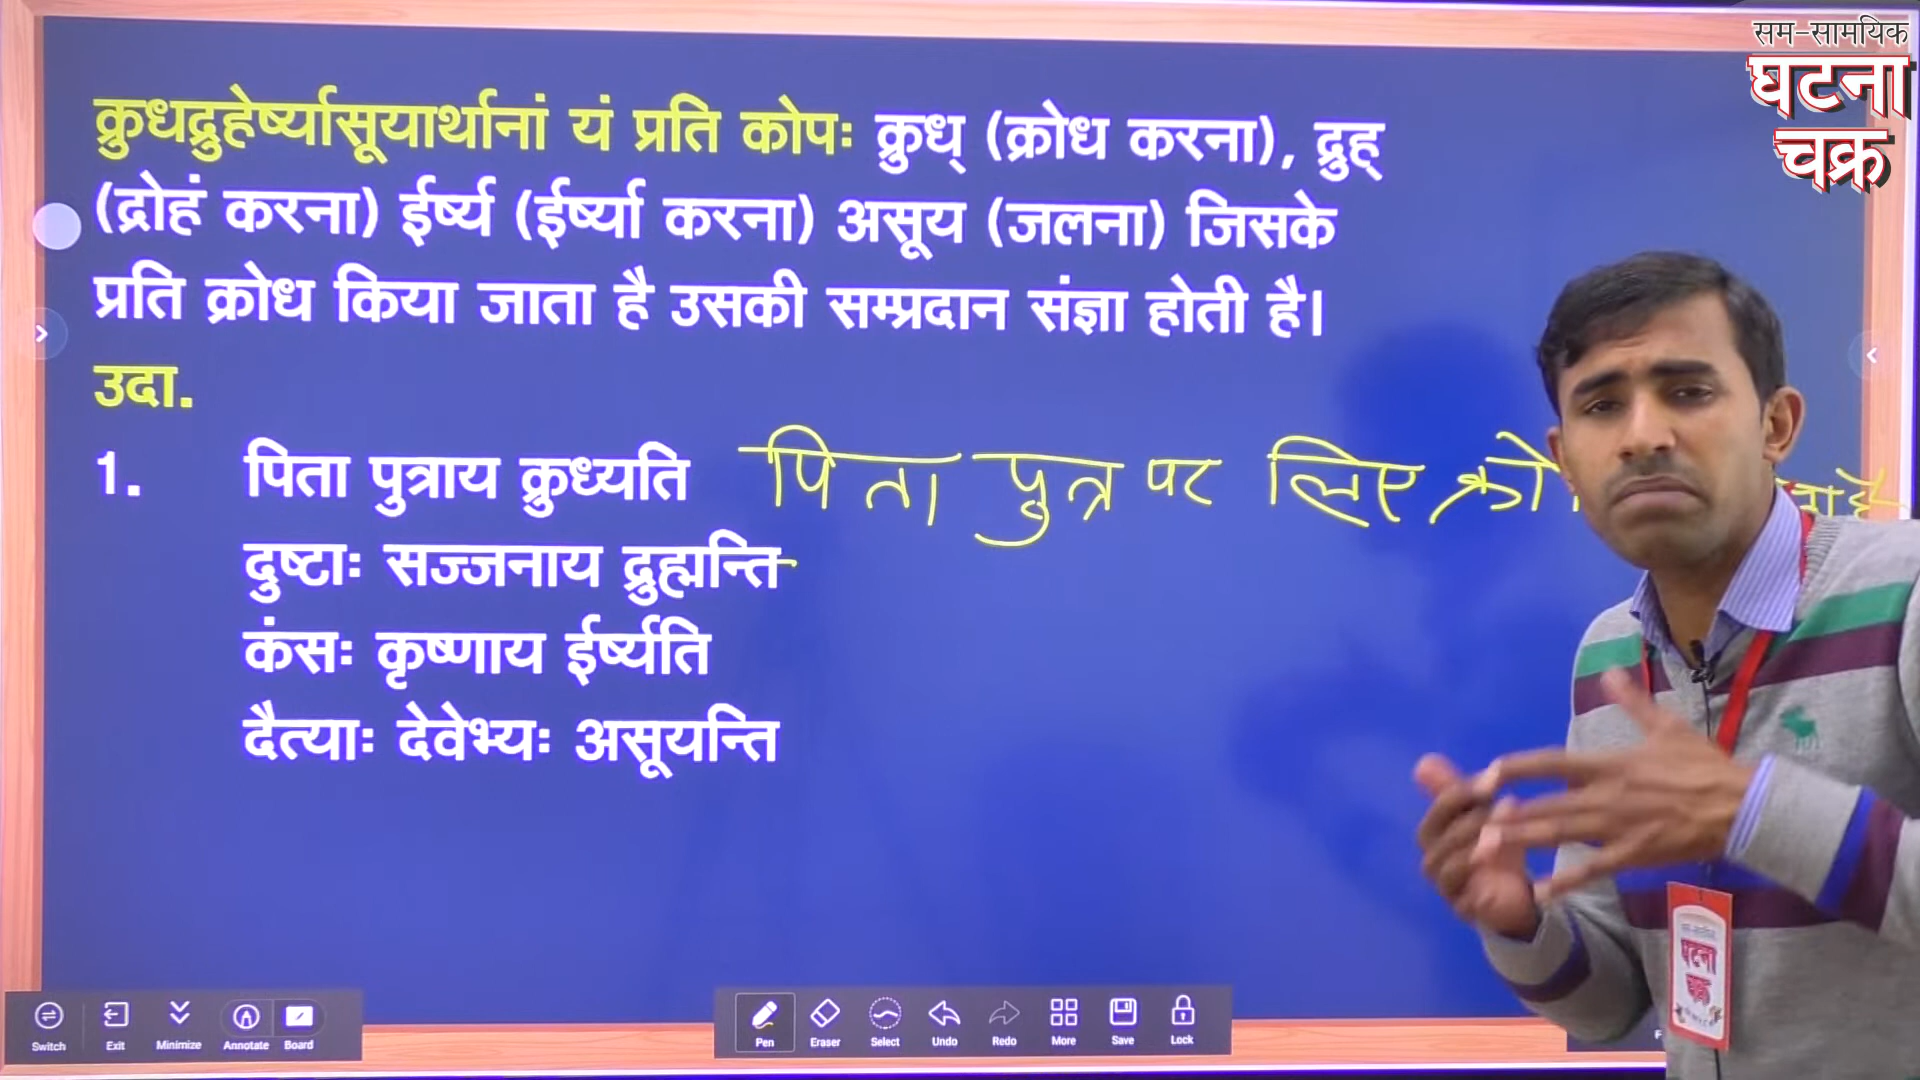 सम-सामयिक
घटना
चक्र
क्रुधद्रुहेर्ष्यासूयार्थानां यं प्रति कोपः क्रुध् (क्रोध करना), द्रुह्
(द्रोहं करना) ईर्ष्य (ईर्ष्या करना) असूय (जलना) जिसके
प्रति क्रोध किया जाता है उसकी सम्प्रदान संज्ञा होती है।
उदा.
1. पिता पुत्राय क्रुध्यति पिता पुत्र पर लिए
दुष्टाः सज्जनाय द्रुह्यन्ति
कंसः कृष्णाय ईर्ष्यति
दैत्याः देवेभ्यः असूयन्ति
घटना
चक्र
Switch Exit Minimize Annotate Board Pen Eraser Select Undo Redo More Save Lock